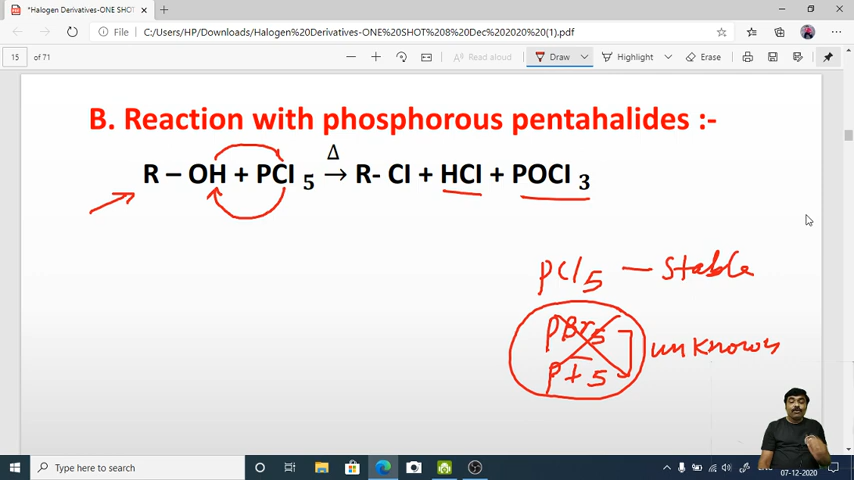 *Halogen Derivatives-ONE SHOT
File
C:/Users/HP/Downloads/Halogen%20Derivatives-ONE%20SHOT%208%20Dec%202020%20(1).pdf
15 of 71
Read aloud
Draw
Highlight
Erase
B. Reaction with phosphorous pentahalides :-
R – OH + PCl 5 Δ → R- Cl + HCl + POCl 3
PCl5 — Stable
PBr5
PI5
unknown
Type here to search
07-12-2020